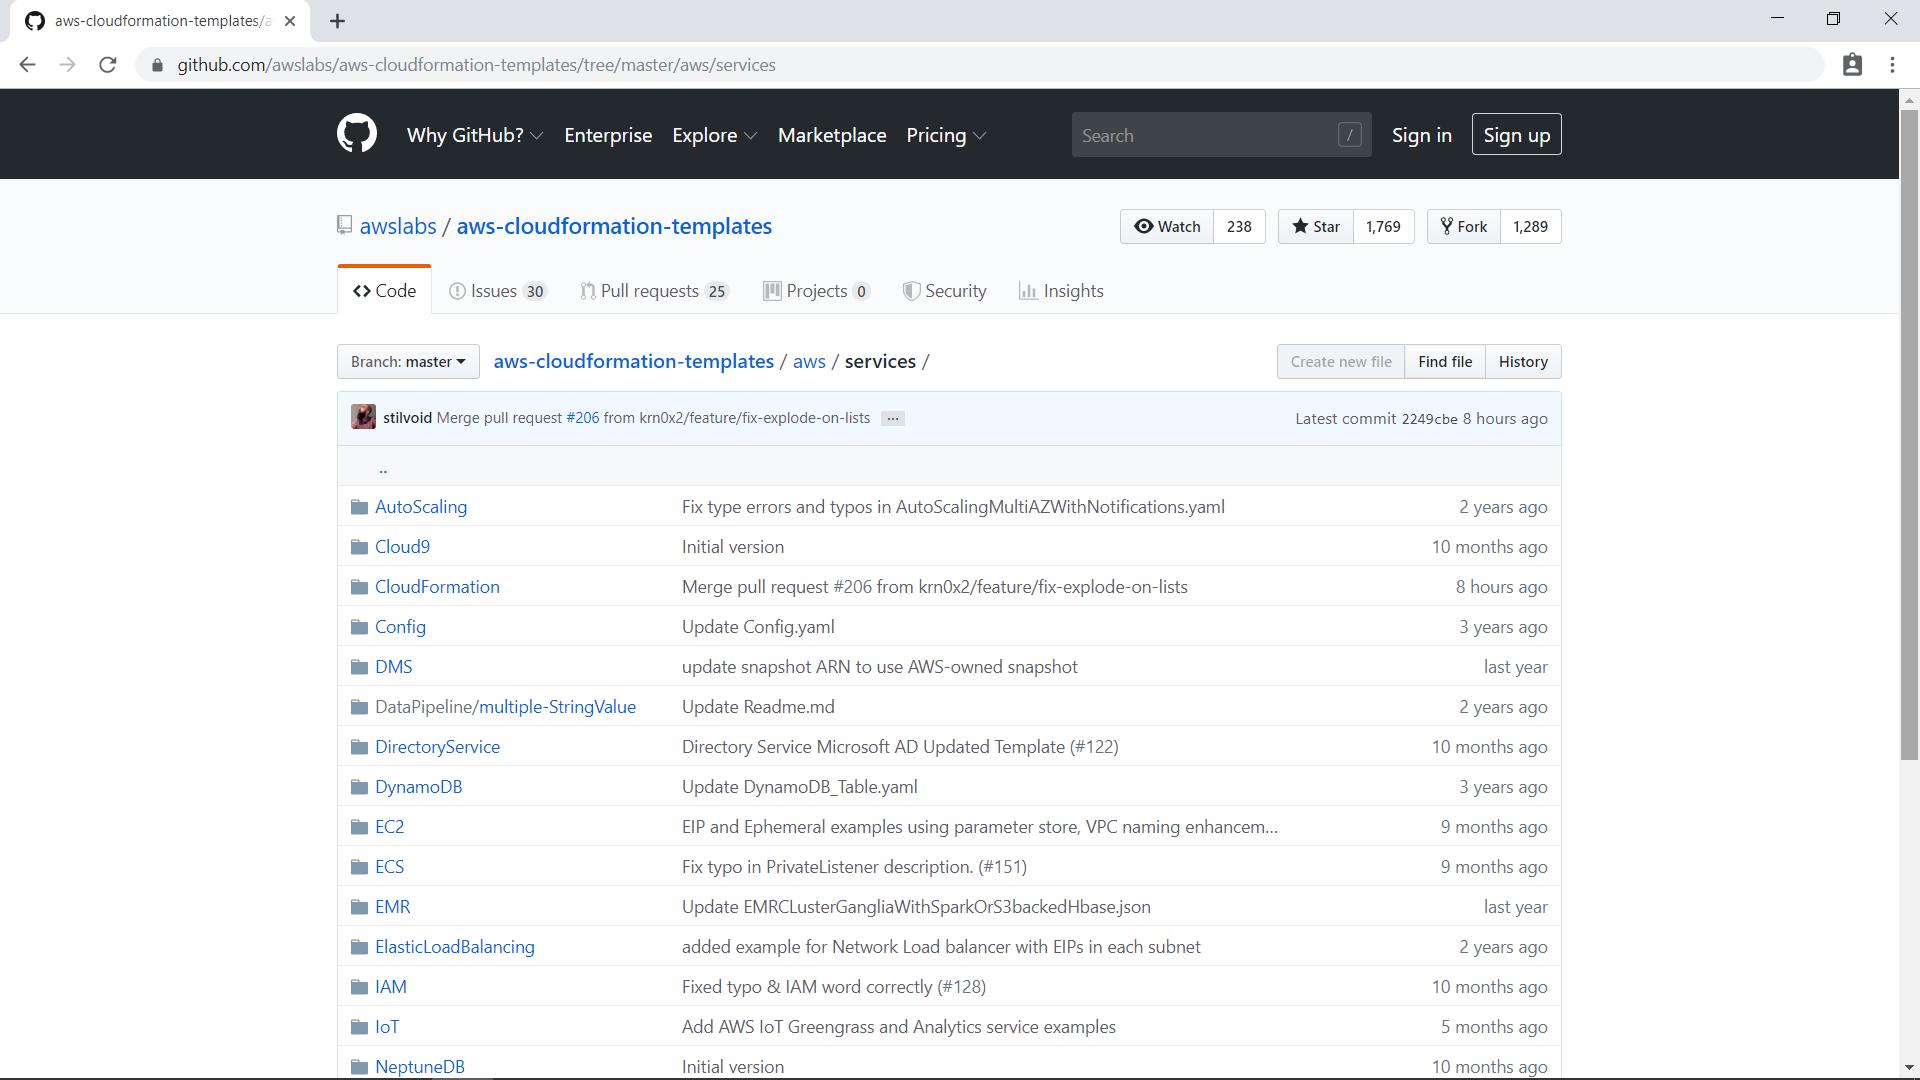 aws-cloudformation-templates/a
github.com/awslabs/aws-cloudformation-templates/tree/master/aws/services
Why GitHub? Enterprise Explore Marketplace Pricing Search / Sign in Sign up
awslabs / aws-cloudformation-templates Watch 238 Star 1,769 Fork 1,289
<> Code Issues 30 Pull requests 25 Projects 0 Security Insights
Branch: master aws-cloudformation-templates / aws / services / Create new file Find file History
stilvoid Merge pull request #206 from krn0x2/feature/fix-explode-on-lists ... Latest commit 2249cbe 8 hours ago
..
AutoScaling Fix type errors and typos in AutoScalingMultiAZWithNotifications.yaml 2 years ago
Cloud9 Initial version 10 months ago
CloudFormation Merge pull request #206 from krn0x2/feature/fix-explode-on-lists 8 hours ago
Config Update Config.yaml 3 years ago
DMS update snapshot ARN to use AWS-owned snapshot last year
DataPipeline/multiple-StringValue Update Readme.md 2 years ago
DirectoryService Directory Service Microsoft AD Updated Template (#122) 10 months ago
DynamoDB Update DynamoDB_Table.yaml 3 years ago
EC2 EIP and Ephemeral examples using parameter store, VPC naming enhancem... 9 months ago
ECS Fix typo in PrivateListener description. (#151) 9 months ago
EMR Update EMRCLusterGangliaWithSparkOrS3backedHbase.json last year
ElasticLoadBalancing added example for Network Load balancer with EIPs in each subnet 2 years ago
IAM Fixed typo & IAM word correctly (#128) 10 months ago
IoT Add AWS IoT Greengrass and Analytics service examples 5 months ago
NeptuneDB Initial version 10 months ago